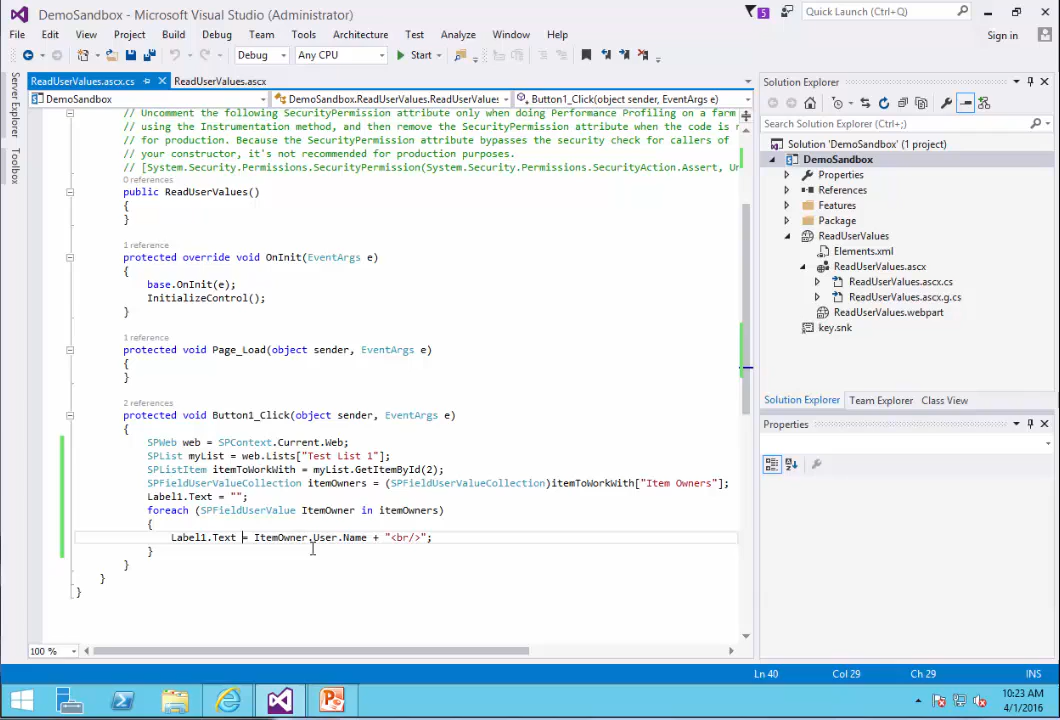 DemoSandbox - Microsoft Visual Studio (Administrator)
5
Quick Launch (Ctrl+Q)
File Edit View Project Build Debug Team Tools Architecture Test Analyze Window Help
Sign in
Debug Any CPU Start
Server Explorer
Toolbox
ReadUserValues.ascx.cs ReadUserValues.ascx
DemoSandbox DemoSandbox.ReadUserValues.ReadUserValues Button1_Click(object sender, EventArgs e)
// Uncomment the following SecurityPermission attribute only when doing Performance Profiling on a farm
// using the Instrumentation method, and then remove the SecurityPermission attribute when the code is r
// for production. Because the SecurityPermission attribute bypasses the security check for callers of
// your constructor, it's not recommended for production purposes.
// [System.Security.Permissions.SecurityPermission(System.Security.Permissions.SecurityAction.Assert, Un
0 references
public ReadUserValues()
{
}
1 reference
protected override void OnInit(EventArgs e)
{
base.OnInit(e);
InitializeControl();
}
1 reference
protected void Page_Load(object sender, EventArgs e)
{
}
2 references
protected void Button1_Click(object sender, EventArgs e)
{
SPWeb web = SPContext.Current.Web;
SPList myList = web.Lists["Test List 1"];
SPListItem itemToWorkWith = myList.GetItemById(2);
SPFieldUserValueCollection itemOwners = (SPFieldUserValueCollection)itemToWorkWith["Item Owners"];
Label1.Text = "";
foreach (SPFieldUserValue ItemOwner in itemOwners)
{
Label1.Text = ItemOwner.User.Name + "<br/>";
}
}
}
}
100 %
Solution Explorer
Search Solution Explorer (Ctrl+;)
Solution 'DemoSandbox' (1 project)
DemoSandbox
Properties
References
Features
Package
ReadUserValues
Elements.xml
ReadUserValues.ascx
ReadUserValues.ascx.cs
ReadUserValues.ascx.g.cs
ReadUserValues.webpart
key.snk
Solution Explorer Team Explorer Class View
Properties
Ln 40 Col 29 Ch 29 INS
10:23 AM
4/1/2016